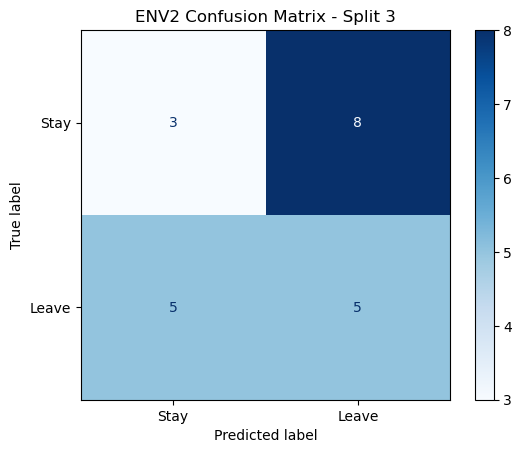 ENV2 Confusion Matrix - Split 3
True label
Stay
3
8
Leave
5
5
Stay
Leave
Predicted label
8
7
6
5
4
3